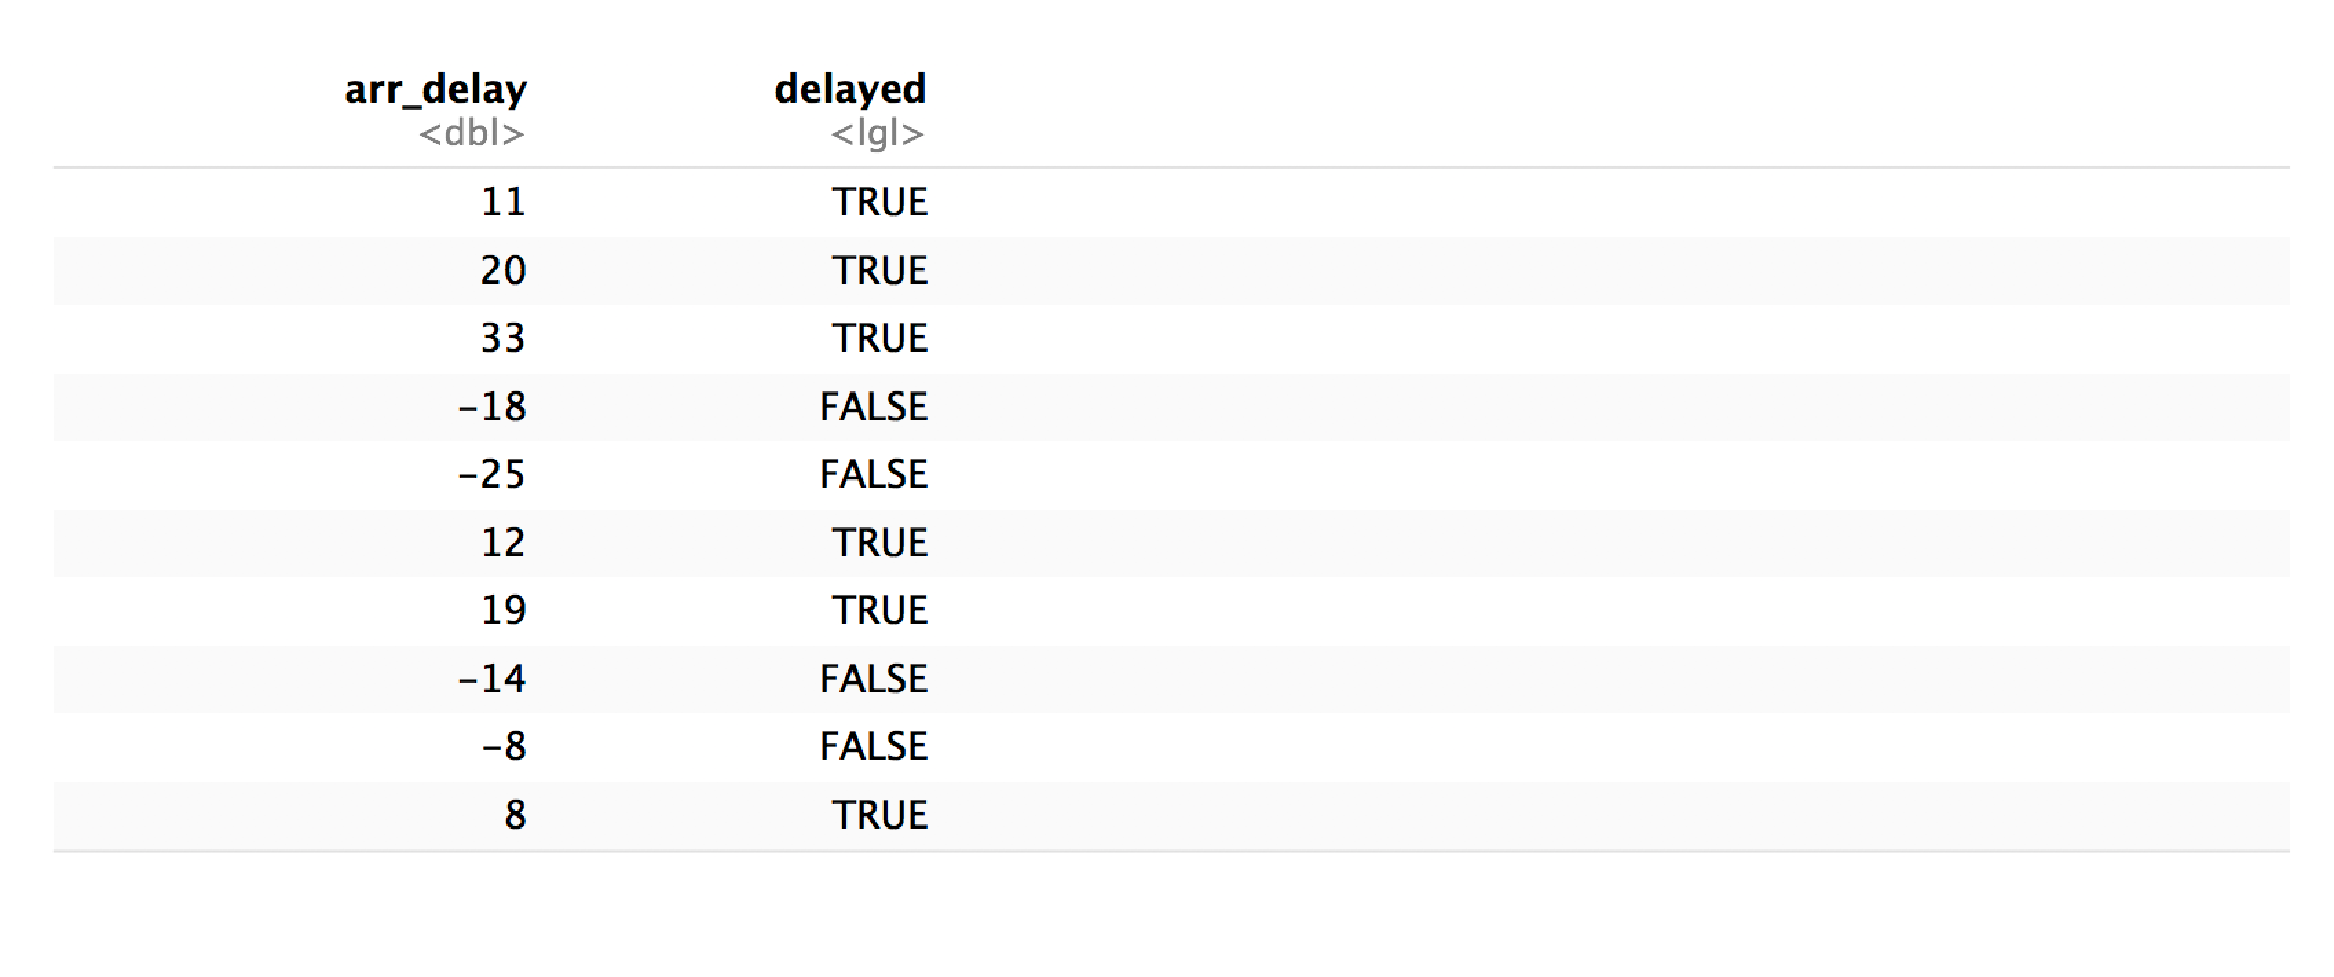 arr_delay delayed
<dbl> <lgl>
11 TRUE
20 TRUE
33 TRUE
-18 FALSE
-25 FALSE
12 TRUE
19 TRUE
-14 FALSE
-8 FALSE
8 TRUE